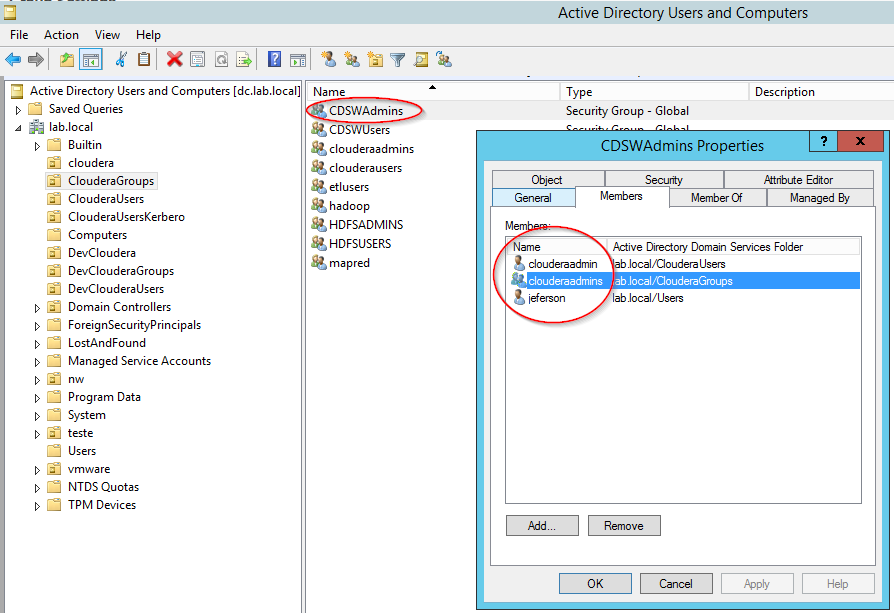 Active Directory Users and Computers
File Action View Help
Active Directory Users and Computers [dc.lab.local]
Saved Queries
lab.local
Builtin
cloudera
ClouderaGroups
ClouderaUsers
ClouderaUsersKerbero
Computers
DevCloudera
DevClouderaGroups
DevClouderaUsers
Domain Controllers
ForeignSecurityPrincipals
LostAndFound
Managed Service Accounts
nw
Program Data
System
teste
Users
vmware
NTDS Quotas
TPM Devices
Name Type Description
CDSWAdmins Security Group - Global
CDSWUsers Security Group - Global
clouderaadmins
clouderausers
etlusers
hadoop
HDFSADMINS
HDFSUSERS
mapred
CDSWAdmins Properties ? x
Object Security Attribute Editor
General Members Member Of Managed By
Members:
Name Active Directory Domain Services Folder
clouderaadmin lab.local/ClouderaUsers
clouderaadmins lab.local/ClouderaGroups
jeferson lab.local/Users
Add... Remove
OK Cancel Apply Help